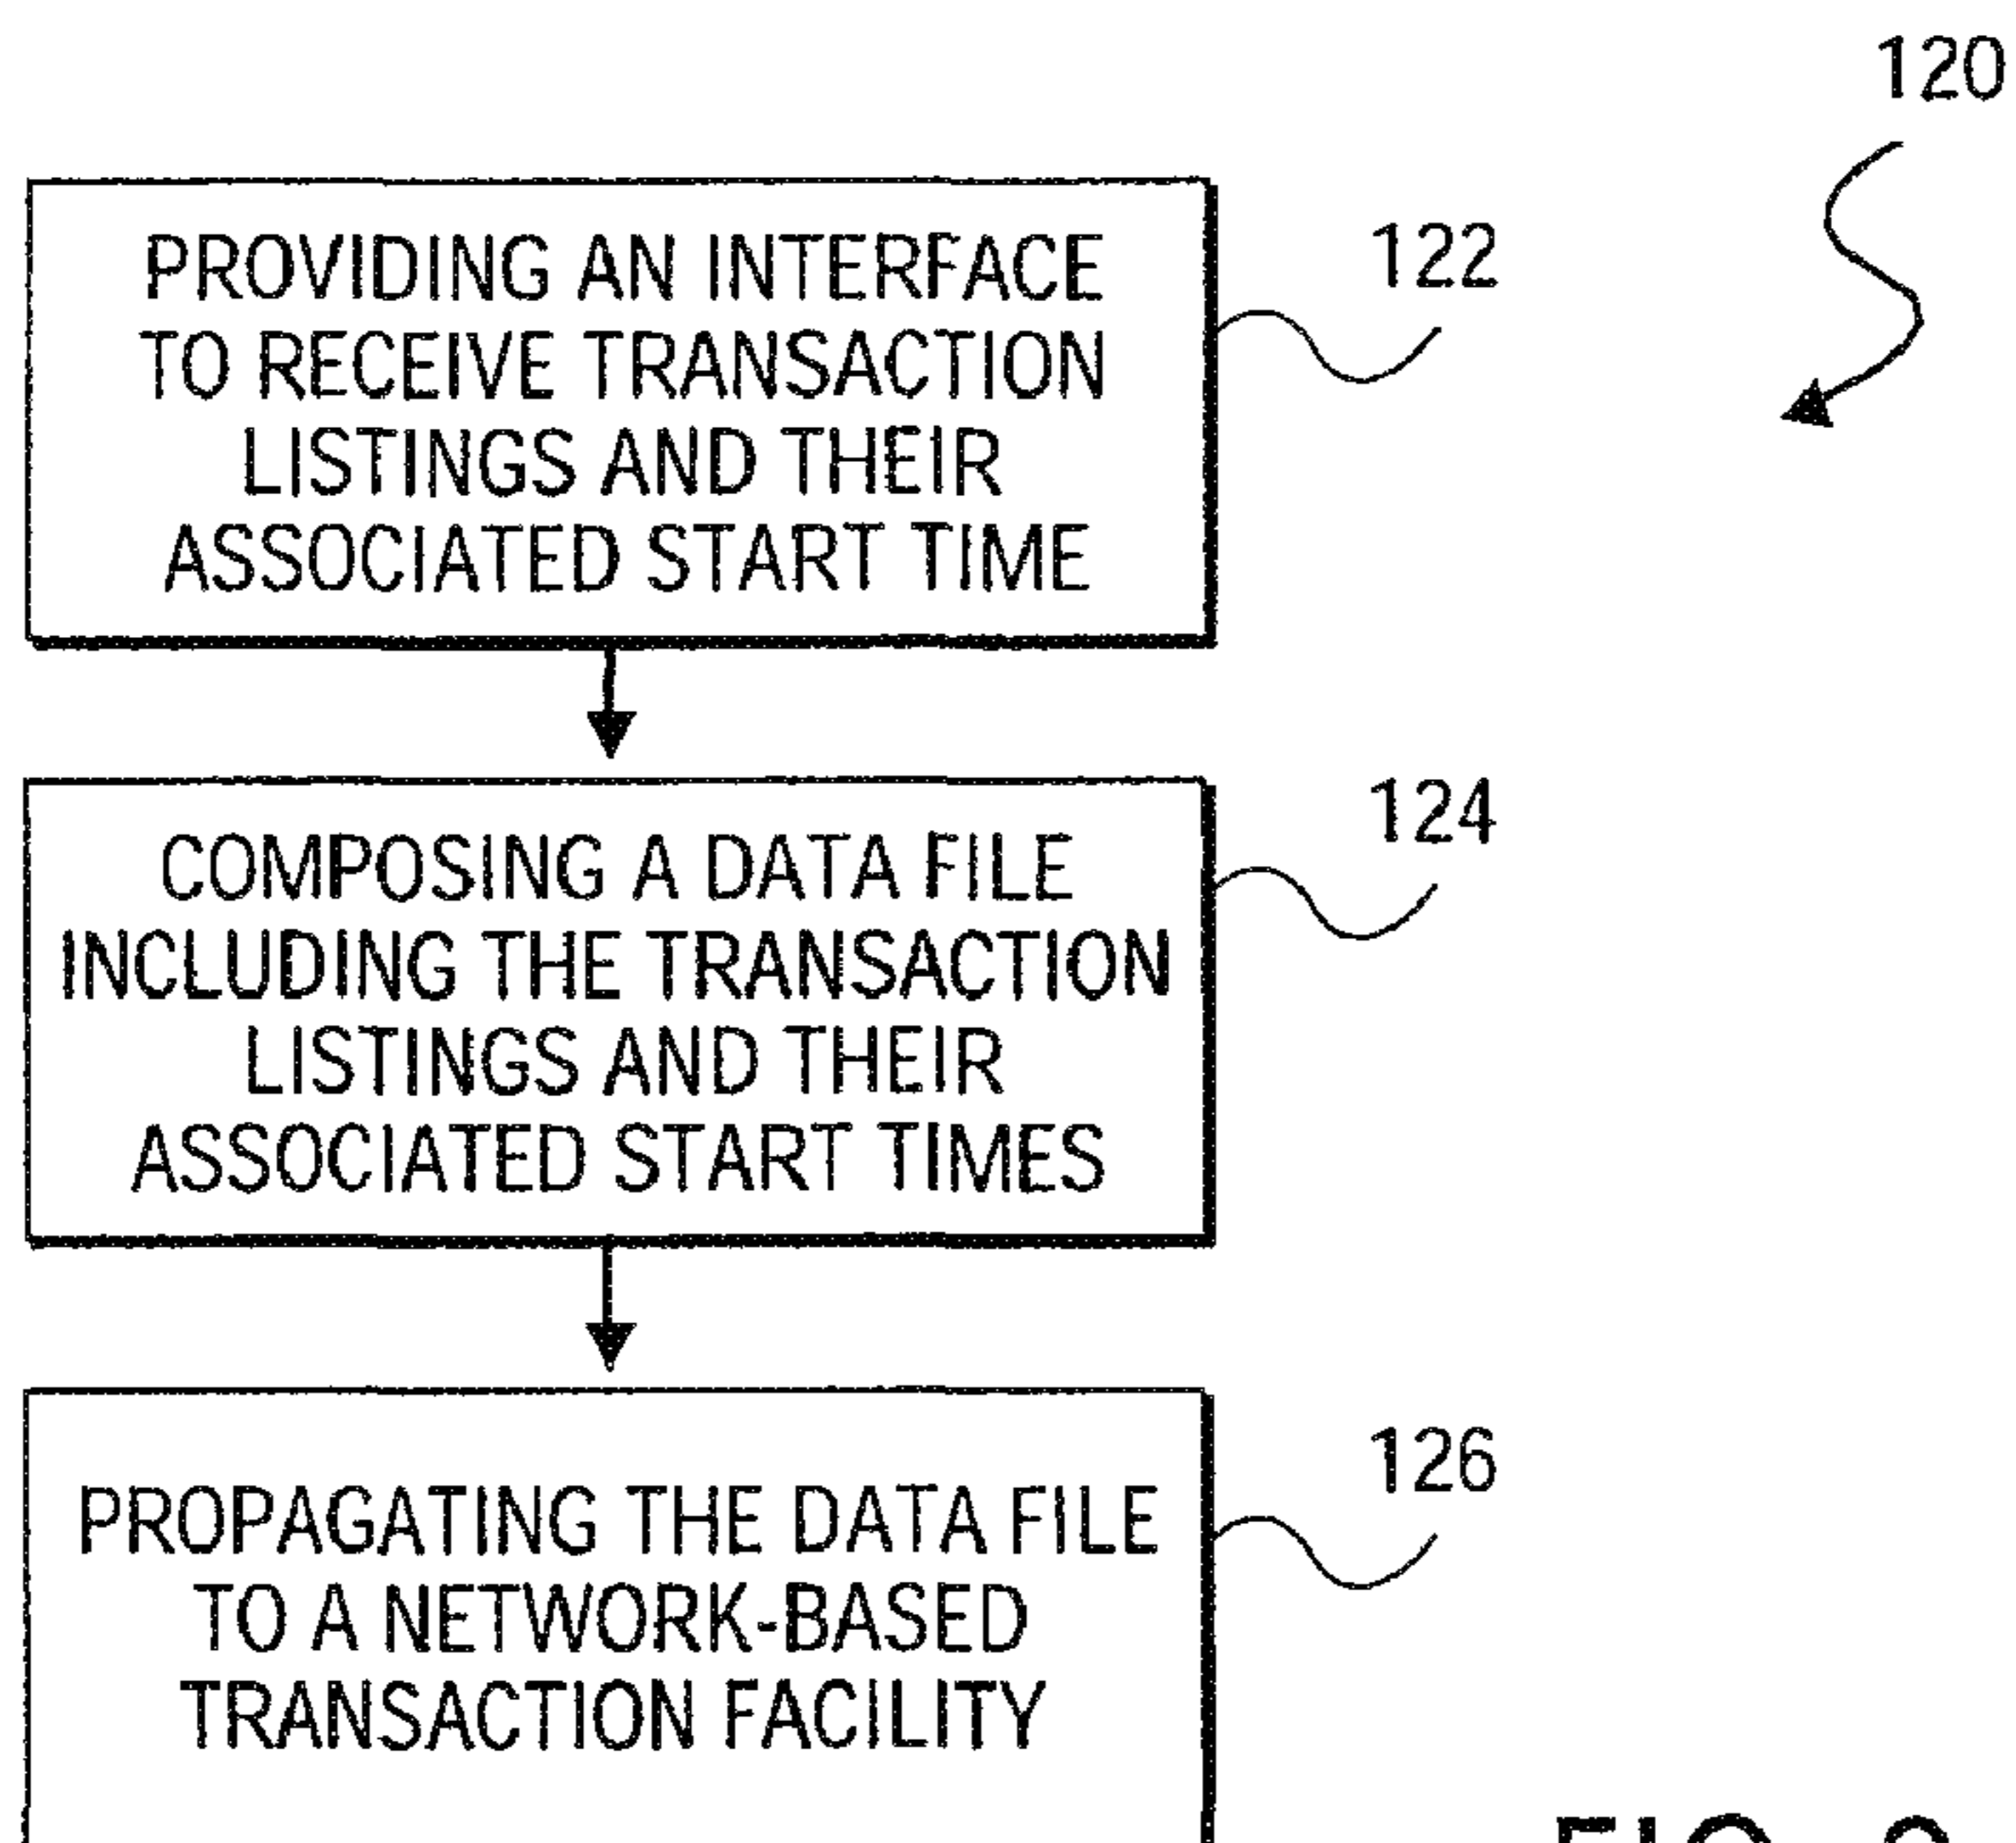 120
PROVIDING AN INTERFACE
TO RECEIVE TRANSACTION
LISTINGS AND THEIR
ASSOCIATED START TIME
122
COMPOSING A DATA FILE
INCLUDING THE TRANSACTION
LISTINGS AND THEIR
ASSOCIATED START TIMES
124
PROPAGATING THE DATA FILE
TO A NETWORK-BASED
TRANSACTION FACILITY
126